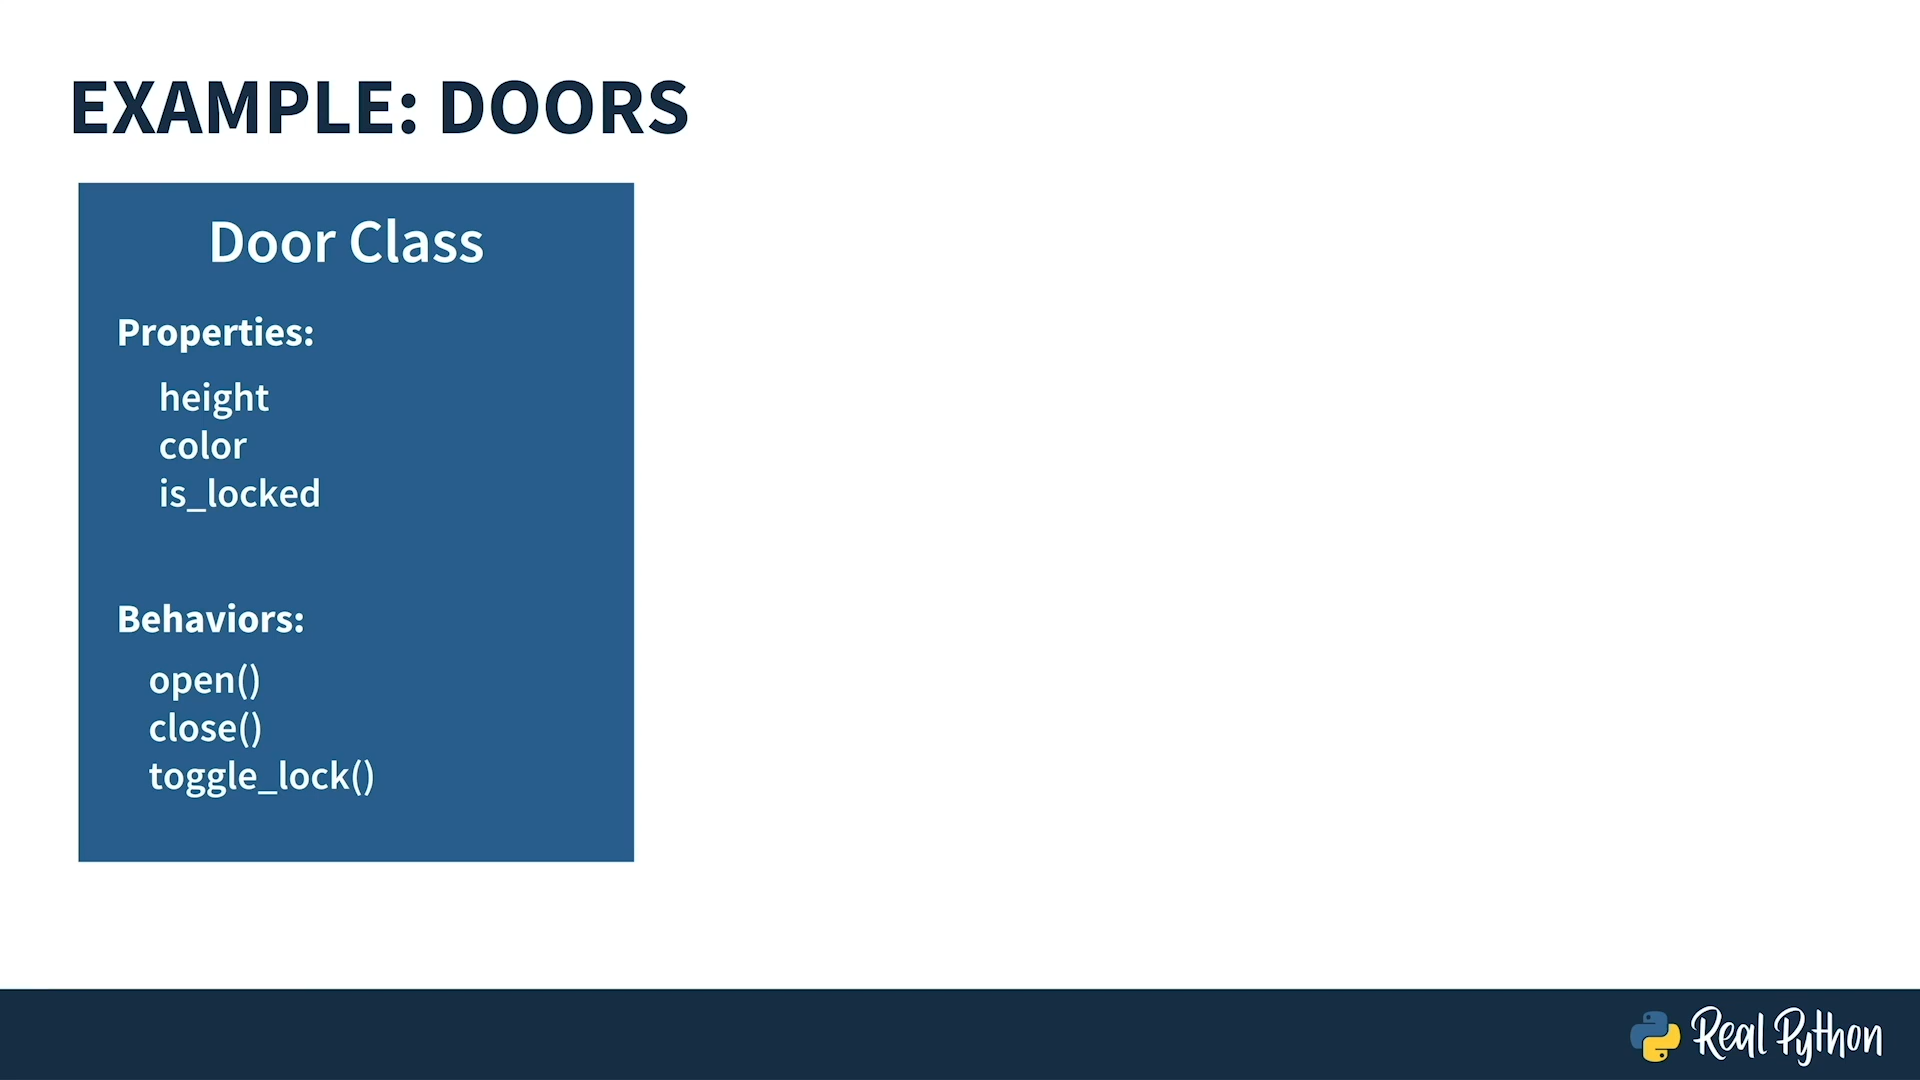 EXAMPLE: DOORS
Door Class
Properties:
height
color
is_locked
Behaviors:
open()
close()
toggle_lock()
Real Python